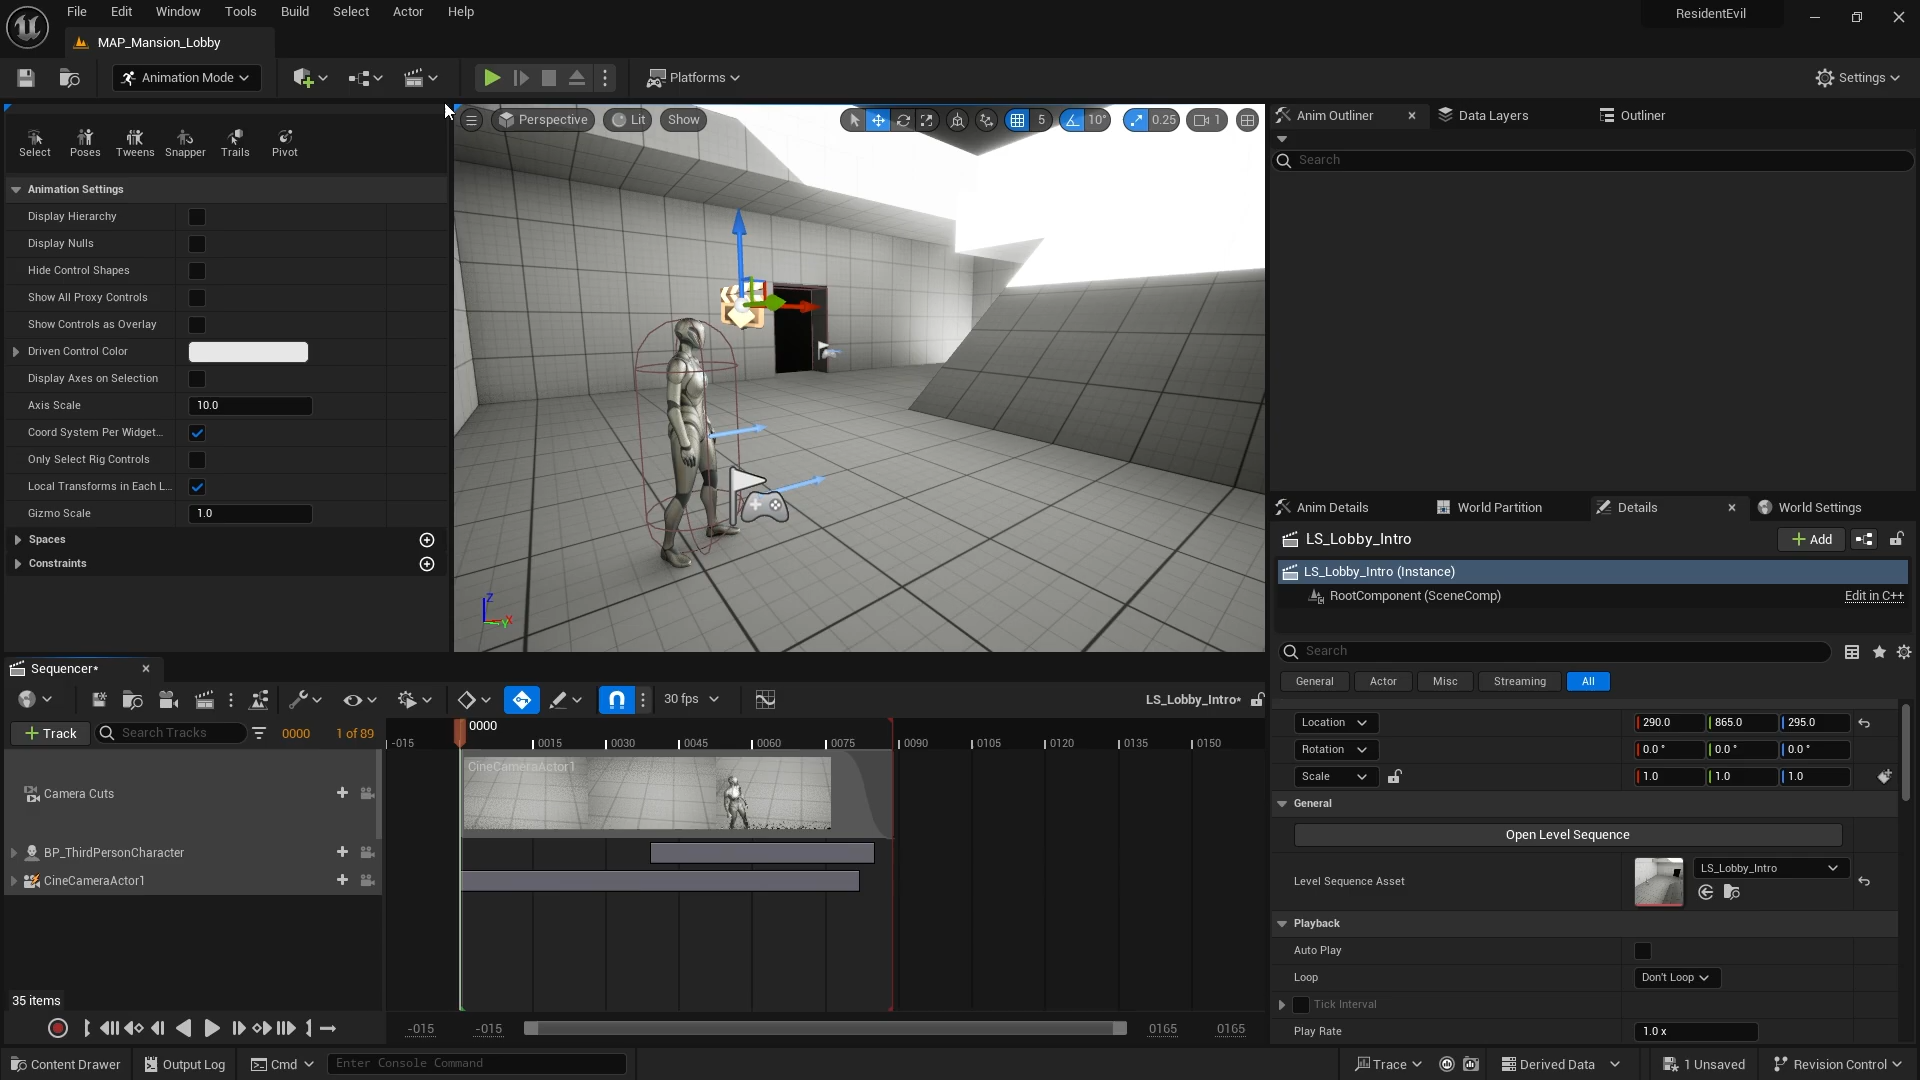 File Edit Window Tools Build Select Actor Help
ResidentEvil
MAP_Mansion_Lobby
Animation Mode
Platforms
Settings
Select Poses Tweens Snapper Trails Pivot
Animation Settings
Display Hierarchy
Display Nulls
Hide Control Shapes
Show All Proxy Controls
Show Controls as Overlay
Driven Control Color
Display Axes on Selection
Axis Scale 10.0
Coord System Per Widget...
Only Select Rig Controls
Local Transforms in Each L...
Gizmo Scale 1.0
Spaces
Constraints
Perspective Lit Show 5 10° 0.25 1
Z
X
Y
Anim Outliner Data Layers Outliner
Search
Anim Details World Partition Details World Settings
LS_Lobby_Intro Add
LS_Lobby_Intro (Instance)
RootComponent (SceneComp) Edit in C++
Search
General Actor Misc Streaming All
Location 290.0 865.0 295.0
Rotation 0.0 ° 0.0 ° 0.0 °
Scale 1.0 1.0 1.0
General
Open Level Sequence
Level Sequence Asset LS_Lobby_Intro
Playback
Auto Play
Loop Don't Loop
Tick Interval
Play Rate 1.0 x
Sequencer*
30 fps LS_Lobby_Intro*
Track Search Tracks 0000 1 of 89
0000
-015 0015 0030 0045 0060 0075 0090 0105 0120 0135 0150
CineCameraActor1
Camera Cuts
BP_ThirdPersonCharacter
CineCameraActor1
35 items
-015 -015 0165 0165
Content Drawer Output Log Cmd Enter Console Command Trace Derived Data 1 Unsaved Revision Control